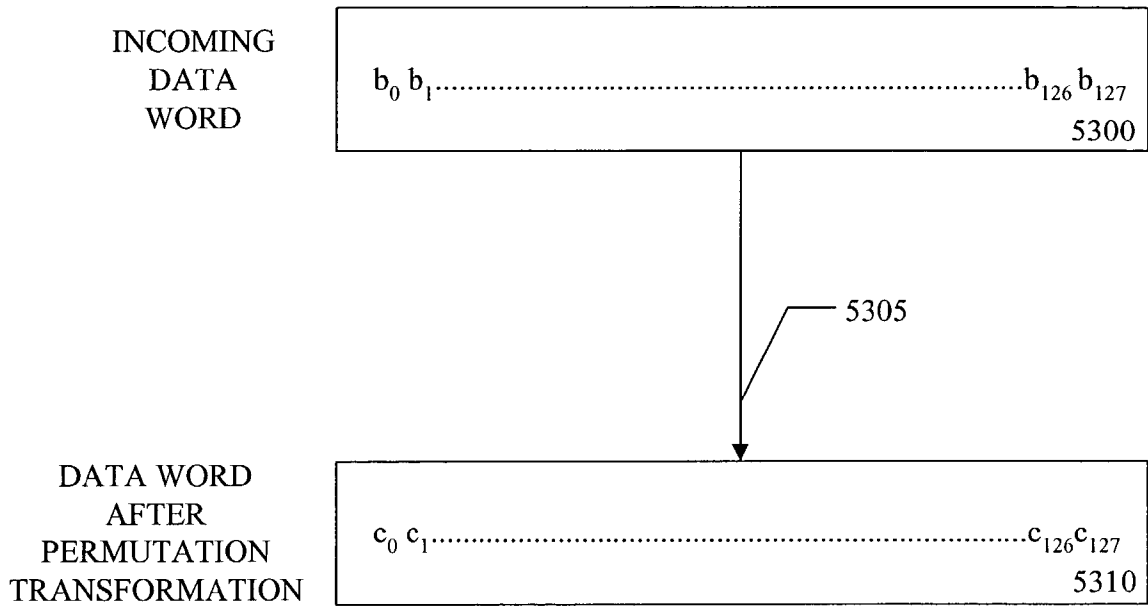 INCOMING
DATA
WORD
b₀ b₁......................................................................................b₁₂₆ b₁₂₇
5300
5305
DATA WORD
AFTER
PERMUTATION
TRANSFORMATION
c₀ c₁......................................................................................c₁₂₆c₁₂₇
5310